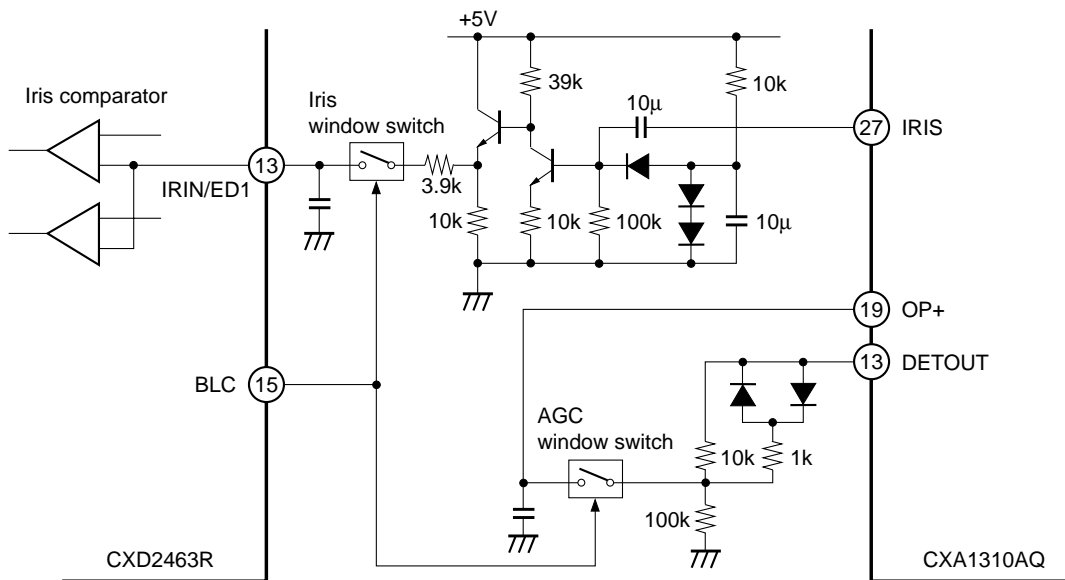 +5V
39k
10k
Iris comparator
Iris
window switch
10μ
27
IRIS
13
IRIN/ED1
3.9k
10k
10k
100k
10μ
19
OP+
13
DETOUT
BLC
15
AGC
window switch
10k
1k
100k
CXD2463R
CXA1310AQ